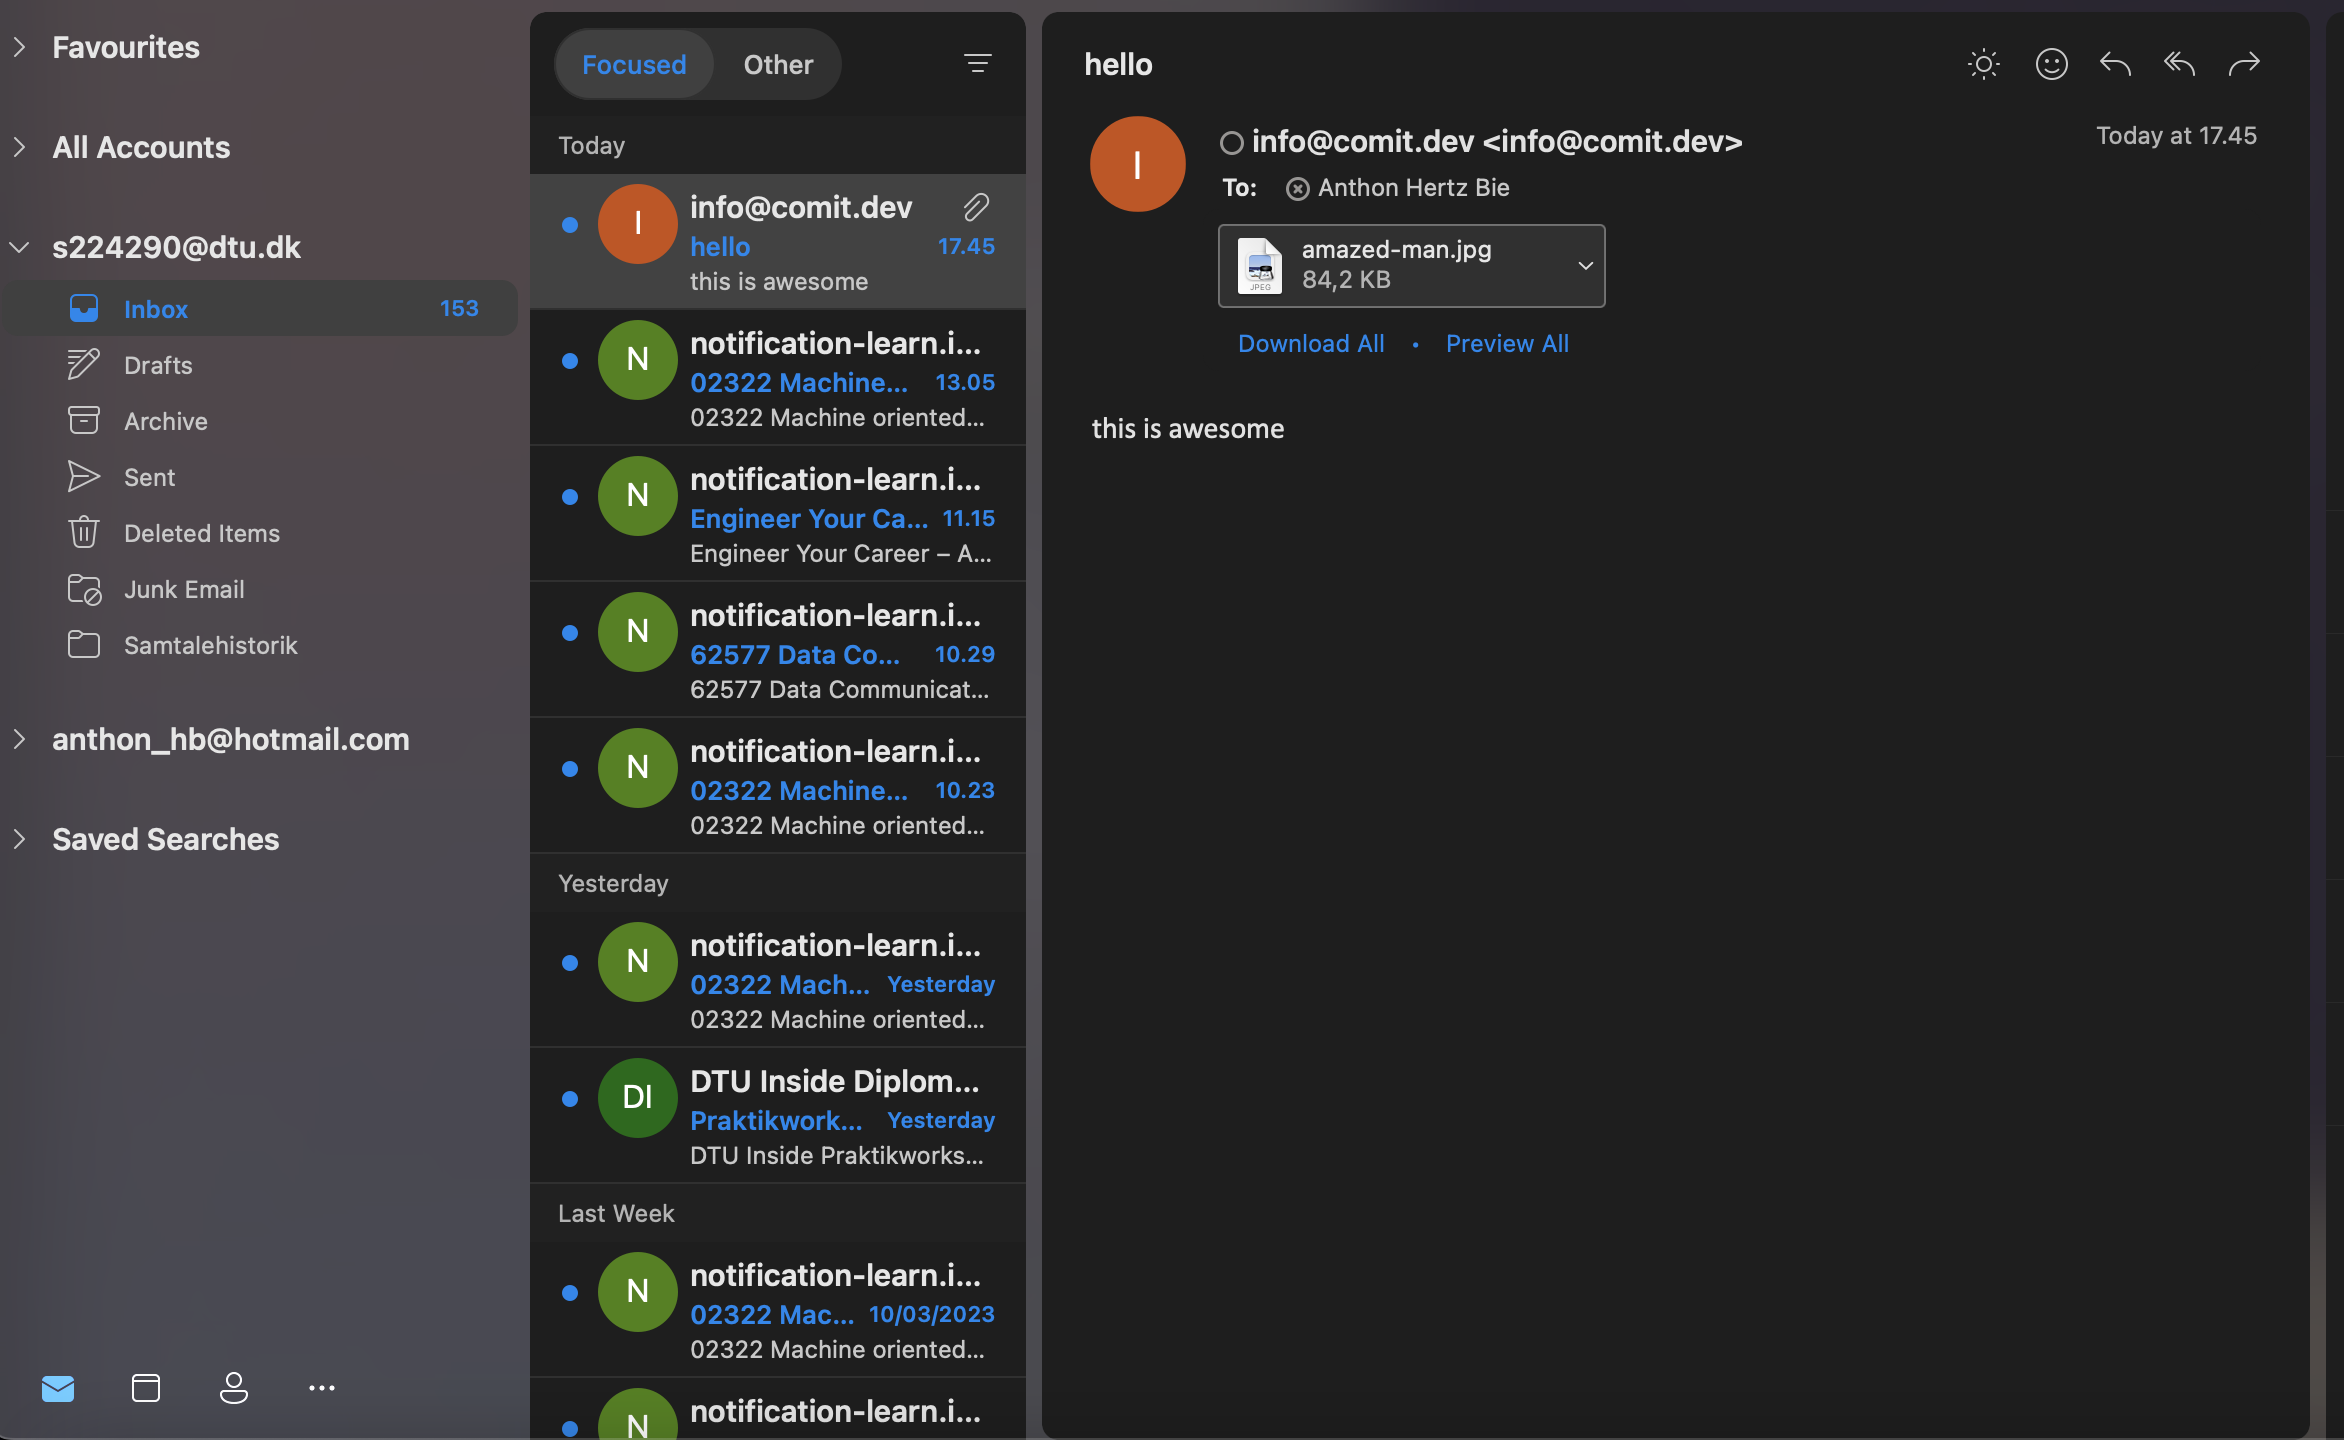 Favourites
All Accounts
s224290@dtu.dk
Inbox 153
Drafts
Archive
Sent
Deleted Items
Junk Email
Samtalehistorik
anthon_hb@hotmail.com
Saved Searches
Focused Other
Today
I
info@comit.dev
hello 17.45
this is awesome
N
notification-learn.i...
02322 Machine... 13.05
02322 Machine oriented...
N
notification-learn.i...
Engineer Your Ca... 11.15
Engineer Your Career – A...
N
notification-learn.i...
62577 Data Co... 10.29
62577 Data Communicat...
N
notification-learn.i...
02322 Machine... 10.23
02322 Machine oriented...
Yesterday
N
notification-learn.i...
02322 Mach... Yesterday
02322 Machine oriented...
DI
DTU Inside Diplom...
Praktikwork... Yesterday
DTU Inside Praktikworks...
Last Week
N
notification-learn.i...
02322 Mac... 10/03/2023
02322 Machine oriented...
N
notification-learn.i...
hello
I
info@comit.dev <info@comit.dev> Today at 17.45
To: Anthon Hertz Bie
JPEG
amazed-man.jpg
84,2 KB
Download All • Preview All
this is awesome